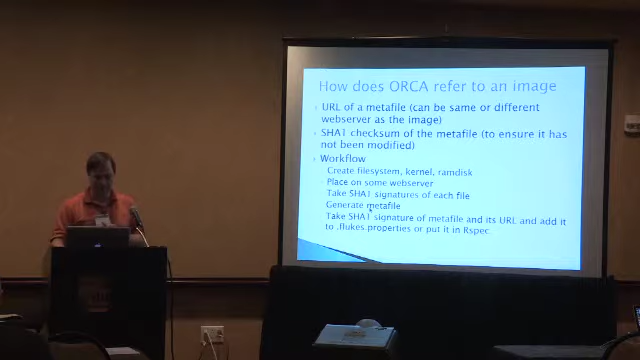 How does ORCA refer to an image
URL of a metafile (can be same or different
webserver as the image)
SHA1 checksum of the metafile (to ensure it has
not been modified)
Workflow
Create filesystem, kernel, ramdisk
Place on some webserver
Take SHA1 signatures of each file
Generate metafile
Take SHA1 signature of metafile and its URL and add it
to .flukes.properties or put it in Rspec